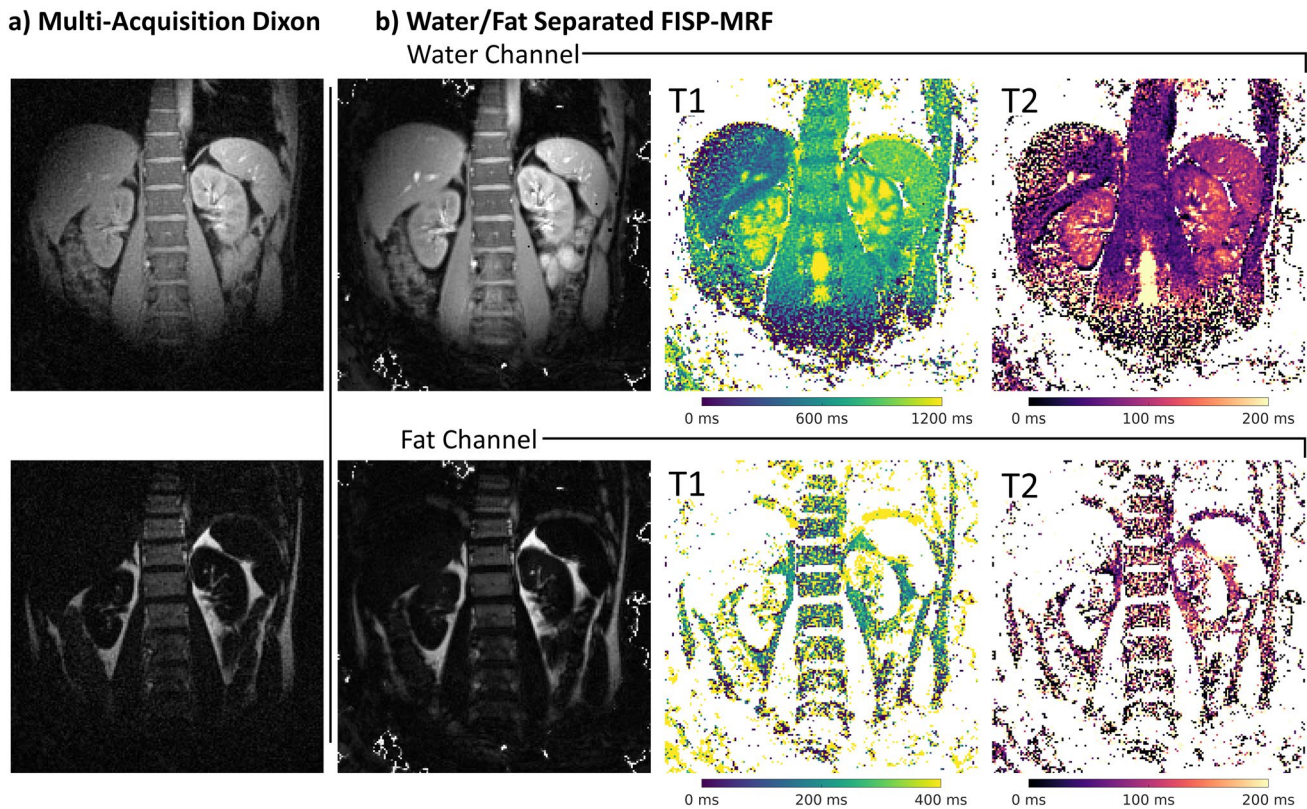 a) Multi-Acquisition Dixon
b) Water/Fat Separated FISP-MRF
Water Channel
T1
T2
0 ms 600 ms 1200 ms
0 ms 100 ms 200 ms
Fat Channel
T1
T2
0 ms 200 ms 400 ms
0 ms 100 ms 200 ms